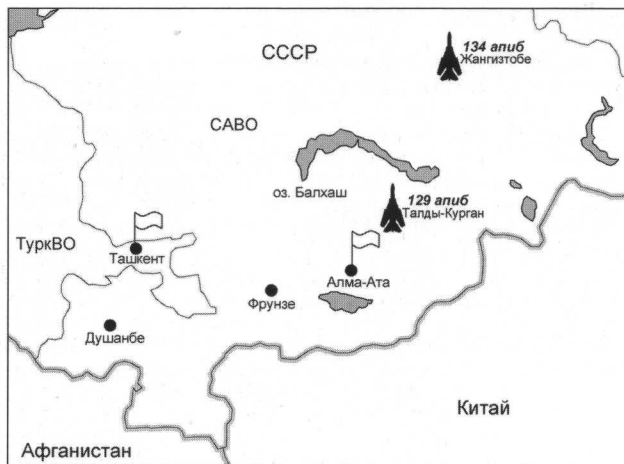 СССР
134 апиб
Жангизтобе
САВО
оз. Балхаш
129 апиб
Талды-Курган
ТуркВО
Ташкент
Алма-Ата
Фрунзе
Душанбе
Китай
Афганистан